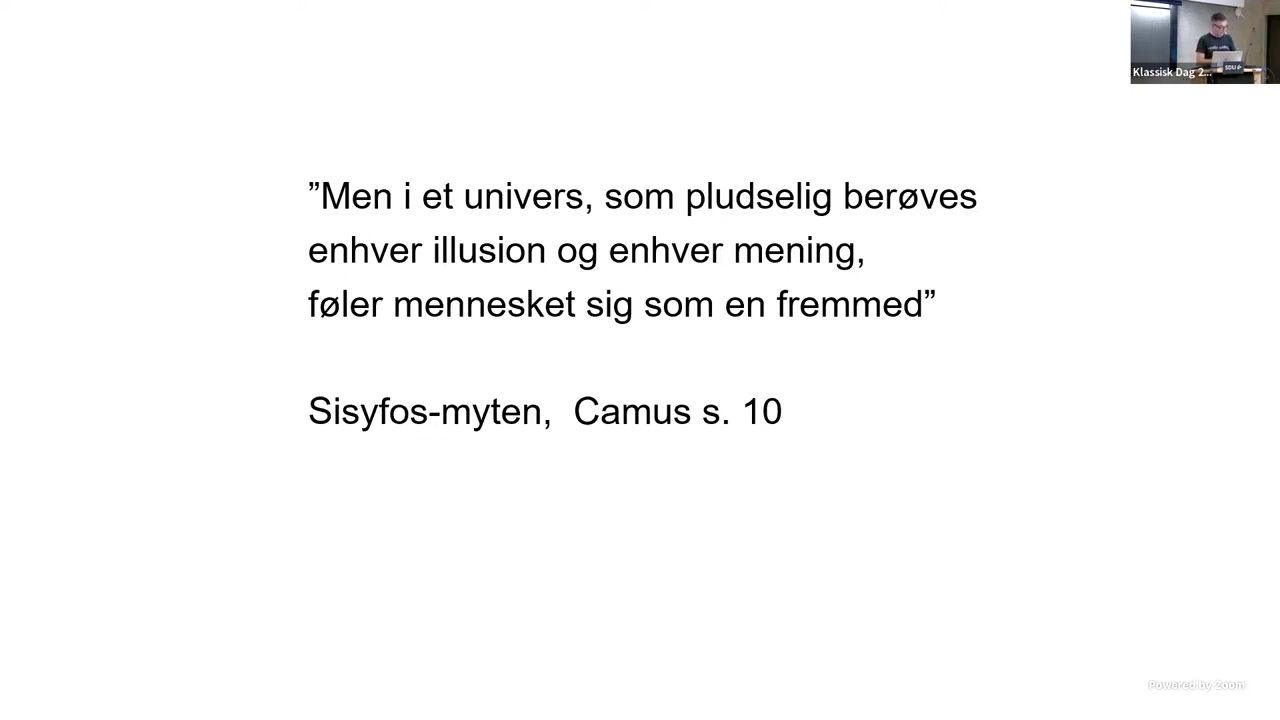 ”Men i et univers, som pludselig berøves
enhver illusion og enhver mening,
føler mennesket sig som en fremmed”
Sisyfos-myten, Camus s. 10
Klassisk Dag 2...
SDU
Powered by Zoom